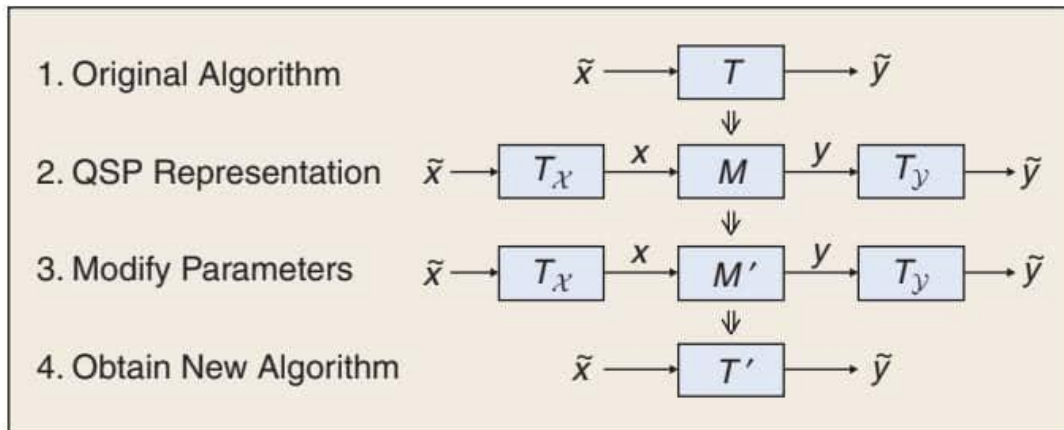 1. Original Algorithm x̃ T ỹ
⇓
2. QSP Representation x̃ T𝒳 x M y T𝒴 ỹ
⇓
3. Modify Parameters x̃ T𝒳 x M′ y T𝒴 ỹ
⇓
4. Obtain New Algorithm x̃ T′ ỹ